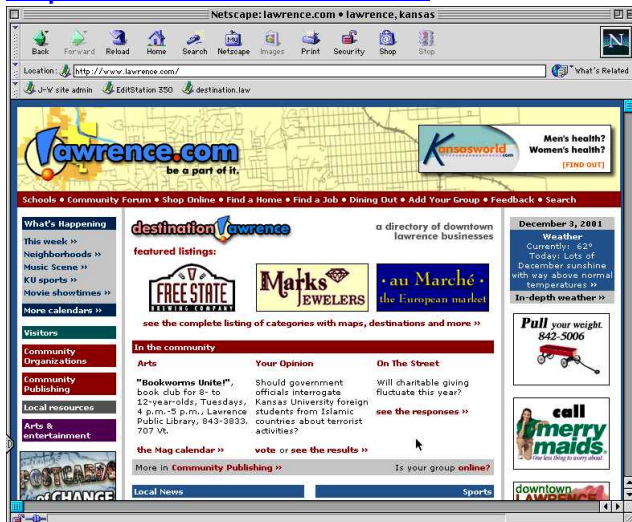 Netscape: lawrence.com • lawrence, kansas
Back Forward Reload Home Search Netscape Images Print Security Shop Stop
N
Location: http://www.lawrence.com/ What's Related
J-W site admin EditStation 350 destination.law
lawrence.com
be a part of it.
Kansasworld.com
Men's health?
Women's health?
[FIND OUT]
Schools • Community Forum • Shop Online • Find a Home • Find a Job • Dining Out • Add Your Group • Feedback • Search
What's Happening
This week »
Neighborhoods »
Music Scene »
KU sports »
Movie showtimes »
More calendars »
Visitors
Community
Organizations
Community
Publishing
Local resources
Arts &
entertainment
POSTCARDS
of CHANGE
destination lawrence
a directory of downtown
lawrence businesses
featured listings:
FREE STATE
BREWING COMPANY
Marks
JEWELERS
• au Marché •
the European market
see the complete listing of categories with maps, destinations and more »
In the community
Arts
"Bookworms Unite!",
book club for 8- to
12-year-olds, Tuesdays,
4 p.m.-5 p.m., Lawrence
Public Library, 843-3833.
707 Vt.
the Mag calendar »
Your Opinion
Should government
officials interrogate
Kansas University foreign
students from Islamic
countries about terrorist
activities?
vote or see the results »
On The Street
Will charitable giving
fluctuate this year?
see the responses »
More in Community Publishing »
Is your group online?
Local News
Sports
December 3, 2001
Weather
Currently: 62°
Today: Lots of
December sunshine
with way above normal
temperatures »
In-depth weather »
Pull your weight.
842-5006
call
merry
maids.
One less thing to worry about.
downtown
LAWRENCE